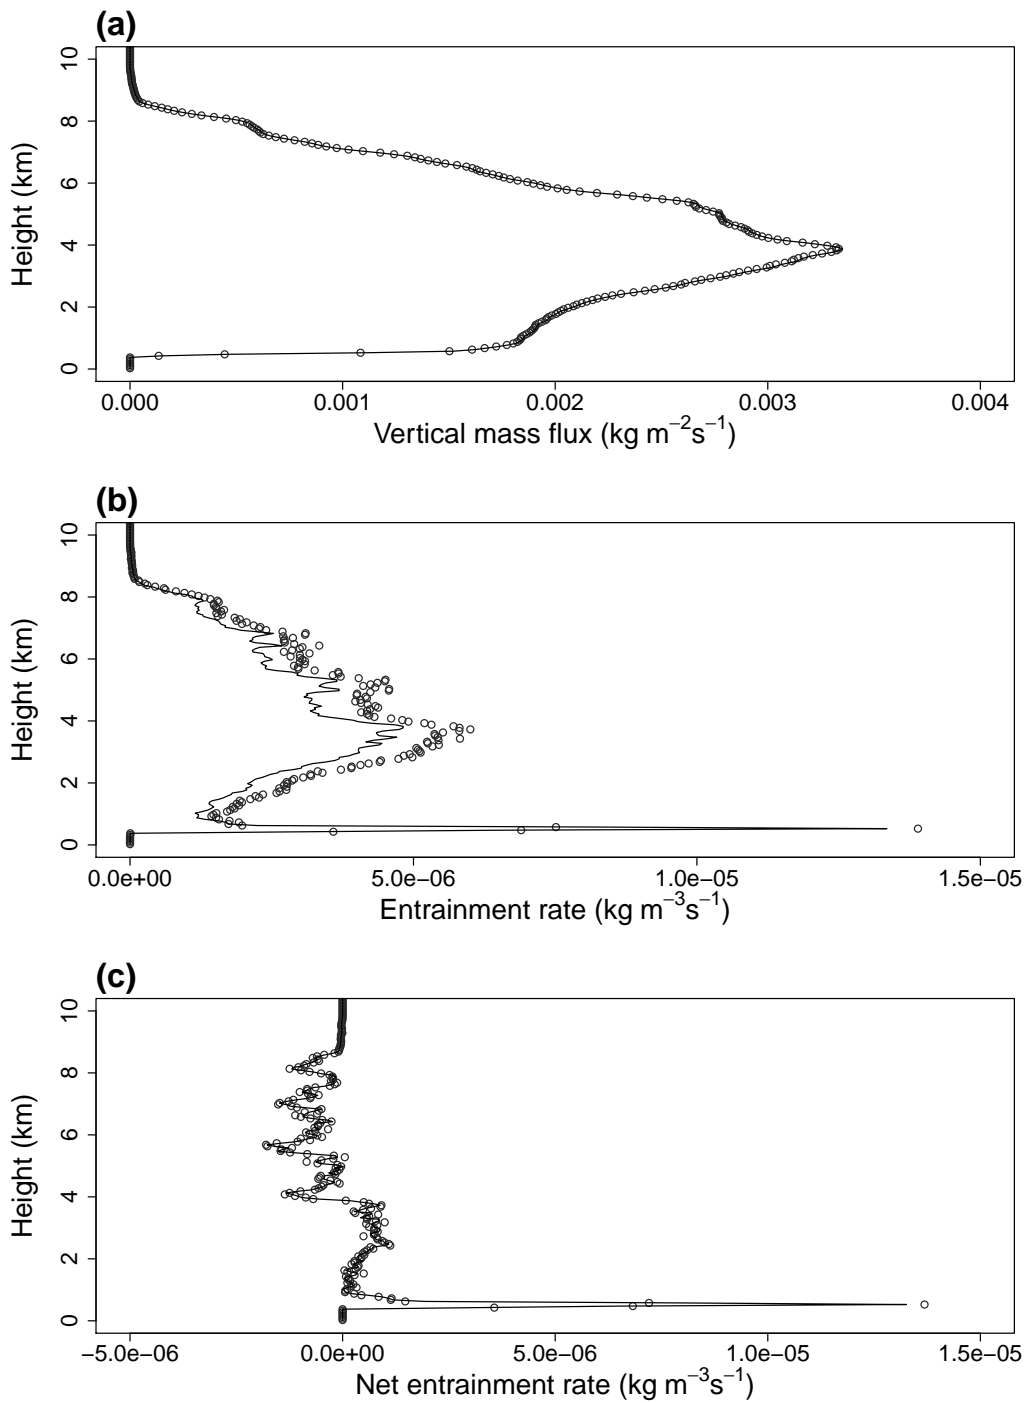 (a)
10
8
6
4
2
0
Height (km)
0.000 0.001 0.002 0.003 0.004
Vertical mass flux (kg m−2s−1)
(b)
10
8
6
4
2
0
Height (km)
0.0e+00 5.0e−06 1.0e−05 1.5e−05
Entrainment rate (kg m−3s−1)
(c)
10
8
6
4
2
0
Height (km)
−5.0e−06 0.0e+00 5.0e−06 1.0e−05 1.5e−05
Net entrainment rate (kg m−3s−1)